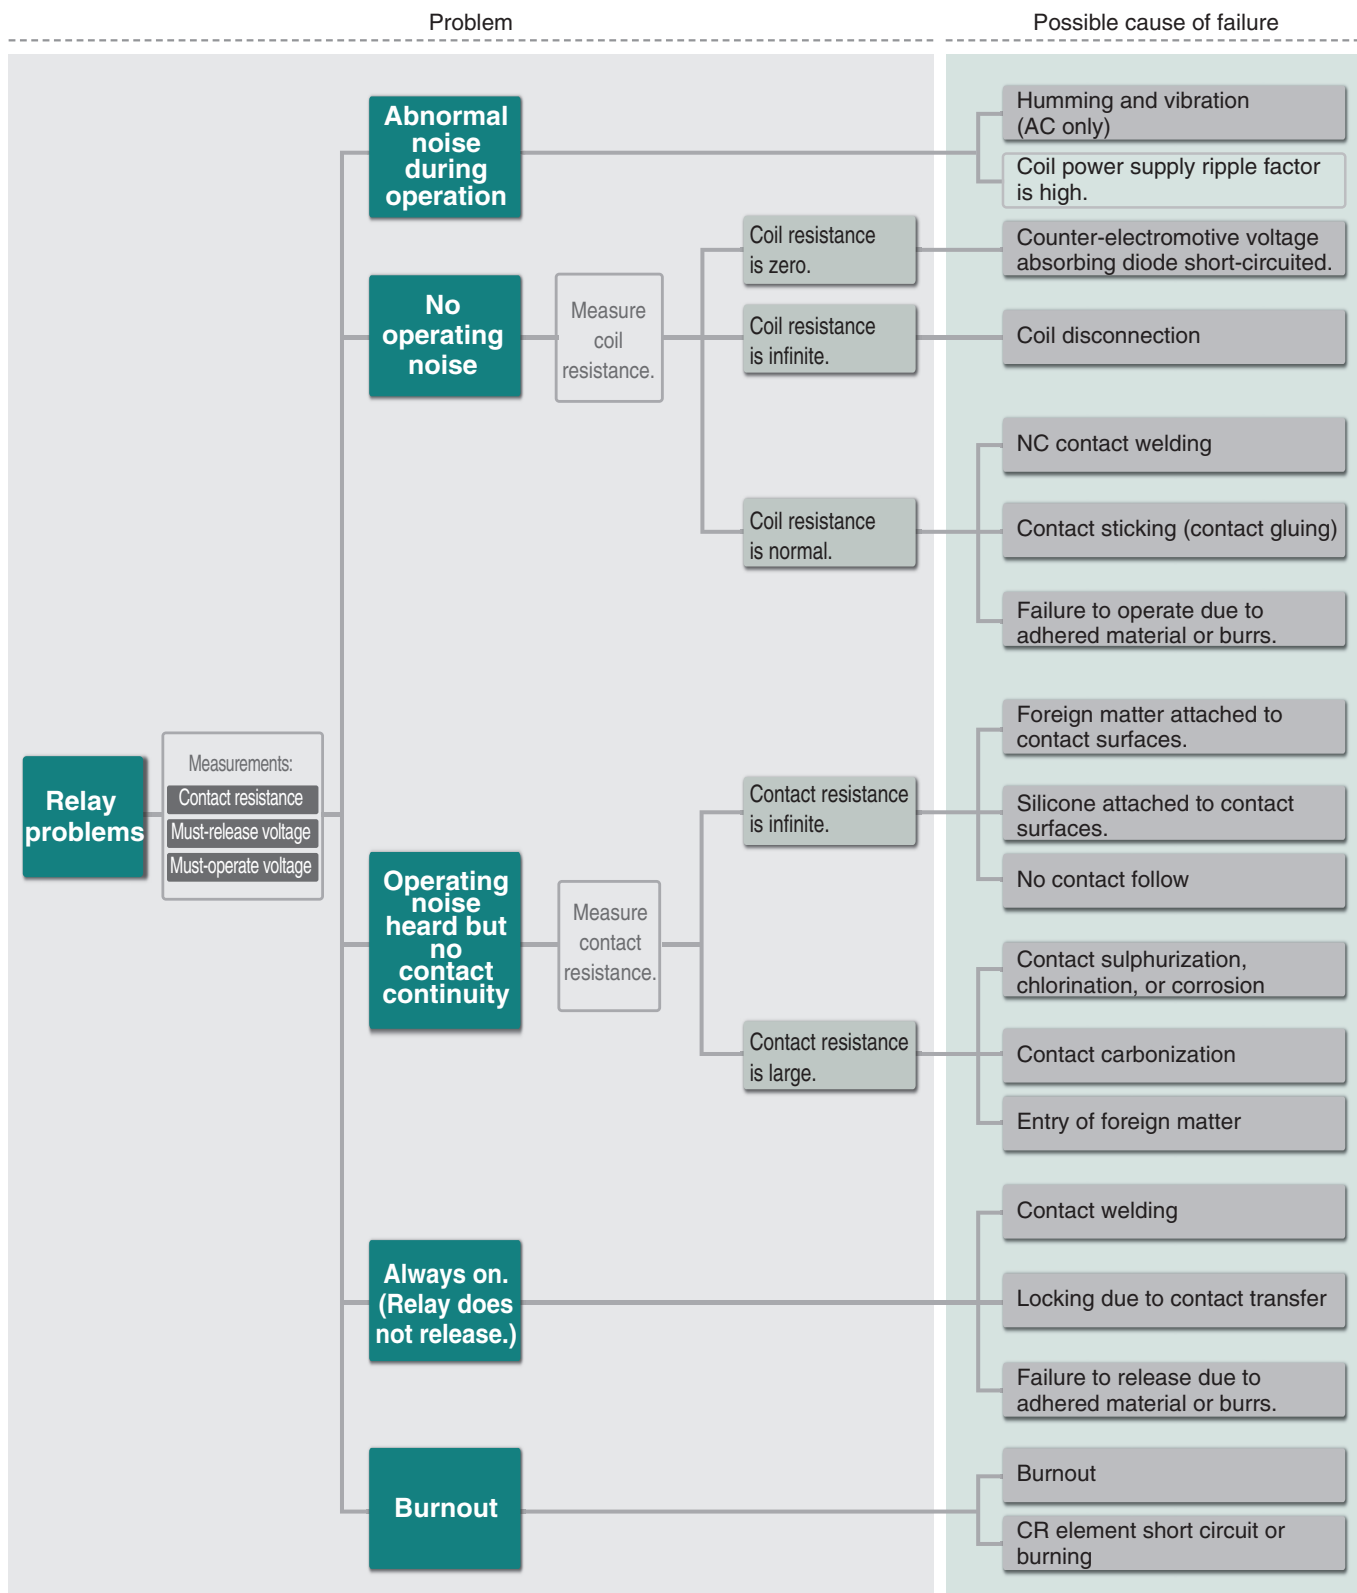 Problem
Possible cause of failure
Relay
problems
Measurements:
Contact resistance
Must-release voltage
Must-operate voltage
Abnormal
noise
during
operation
Humming and vibration
(AC only)
Coil power supply ripple factor
is high.
No
operating
noise
Measure
coil
resistance.
Coil resistance
is zero.
Counter-electromotive voltage
absorbing diode short-circuited.
Coil resistance
is infinite.
Coil disconnection
Coil resistance
is normal.
NC contact welding
Contact sticking (contact gluing)
Failure to operate due to
adhered material or burrs.
Operating
noise
heard but
no
contact
continuity
Measure
contact
resistance.
Contact resistance
is infinite.
Foreign matter attached to
contact surfaces.
Silicone attached to contact
surfaces.
No contact follow
Contact resistance
is large.
Contact sulphurization,
chlorination, or corrosion
Contact carbonization
Entry of foreign matter
Always on.
(Relay does
not release.)
Contact welding
Locking due to contact transfer
Failure to release due to
adhered material or burrs.
Burnout
Burnout
CR element short circuit or
burning